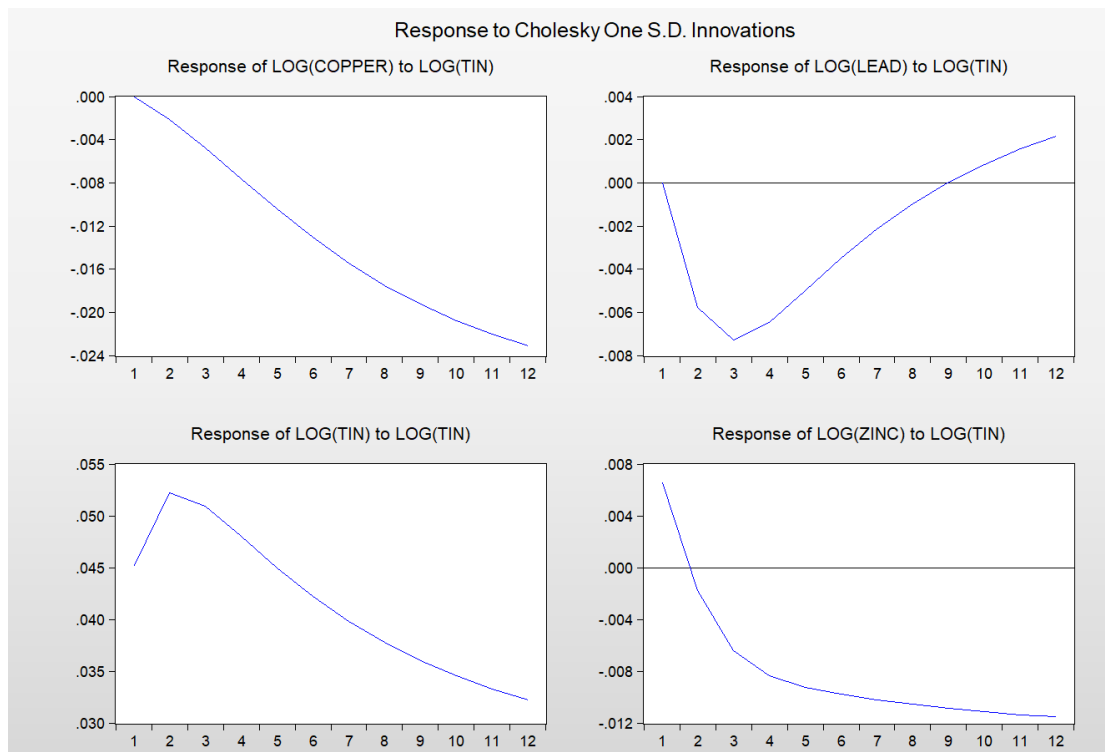 Response to Cholesky One S.D. Innovations
Response of LOG(COPPER) to LOG(TIN)
.000
-.004
-.008
-.012
-.016
-.020
-.024
1 2 3 4 5 6 7 8 9 10 11 12
Response of LOG(LEAD) to LOG(TIN)
.004
.002
.000
-.002
-.004
-.006
-.008
1 2 3 4 5 6 7 8 9 10 11 12
Response of LOG(TIN) to LOG(TIN)
.055
.050
.045
.040
.035
.030
1 2 3 4 5 6 7 8 9 10 11 12
Response of LOG(ZINC) to LOG(TIN)
.008
.004
.000
-.004
-.008
-.012
1 2 3 4 5 6 7 8 9 10 11 12